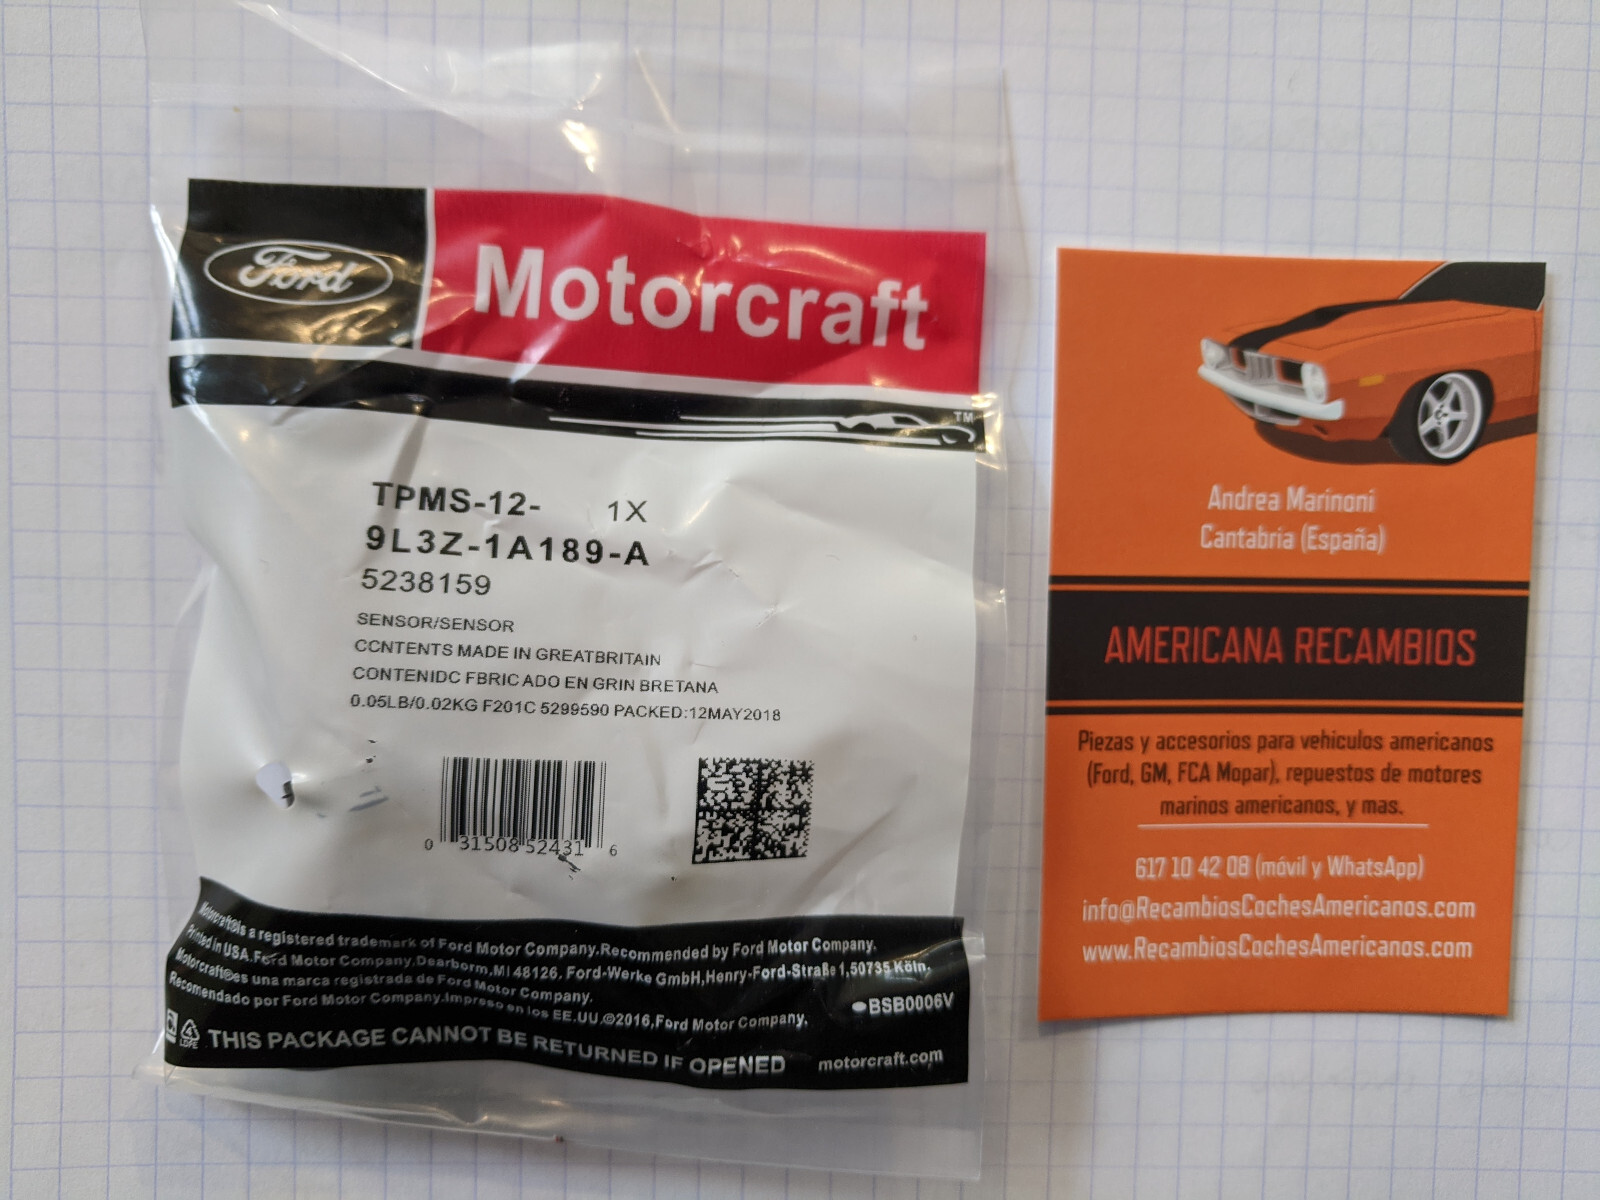 Ford
Motorcraft
TM
TPMS-12- 1X
9L3Z-1A189-A
5238159
SENSOR/SENSOR
CCNTENTS MADE IN GREATBRITAIN
CONTENIDC FBRIC ADO EN GRIN BRETANA
0.05LB/0.02KG F201C 5299590 PACKED:12MAY2018
0 31508 52431 6
Motorcraft®is a registered trademark of Ford Motor Company.Recommended by Ford Motor Company.
Printed in USA.Ford Motor Company,Dearborn,MI 48126. Ford-Werke GmbH,Henry-Ford-Straße 1,50735 Köln.
Motorcraft®es una marca registrada de Ford Motor Company.
Recomendado por Ford Motor Company.Impreso en los EE.UU.©2016,Ford Motor Company.
BSB0006V
4
LDPE
THIS PACKAGE CANNOT BE RETURNED IF OPENED
motorcraft.com
Andrea Marinoni
Cantabria (España)
AMERICANA RECAMBIOS
Piezas y accesorios para vehiculos americanos
(Ford, GM, FCA Mopar), repuestos de motores
marinos americanos, y mas.
617 10 42 08 (móvil y WhatsApp)
info@RecambiosCochesAmericanos.com
www.RecambiosCochesAmericanos.com